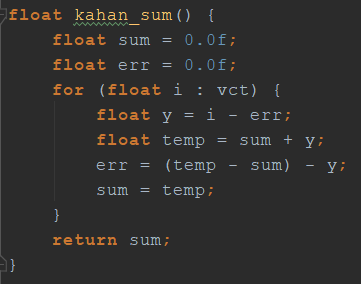 float kahan_sum() {
    float sum = 0.0f;
    float err = 0.0f;
    for (float i : vct) {
        float y = i - err;
        float temp = sum + y;
        err = (temp - sum) - y;
        sum = temp;
    }
    return sum;
}